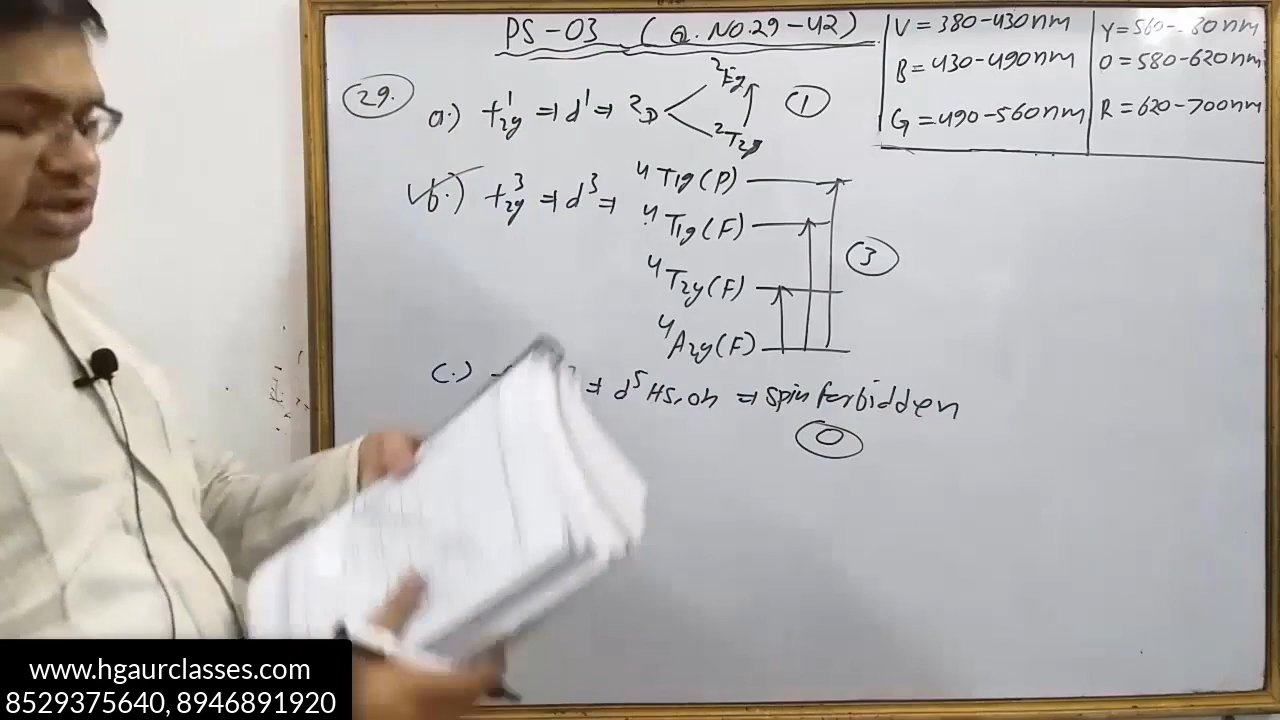 PS-03 (Q. NO. 29-42)
V = 380-430nm
B = 430-490nm
G = 490-560nm
O = 580-620nm
R = 620-700nm
29.
a.) t¹₂g ⇒ d¹ ⇒ ²D
²Eg
²T₂g
1
b.) t³₂g ⇒ d³ ⇒
⁴T₁g(P)
⁴T₁g(F)
⁴T₂g(F)
⁴A₂g(F)
3
c.) ⇒ d⁵ HS, Oh ⇒ spin forbidden
0
www.hgaurclasses.com
8529375640, 8946891920